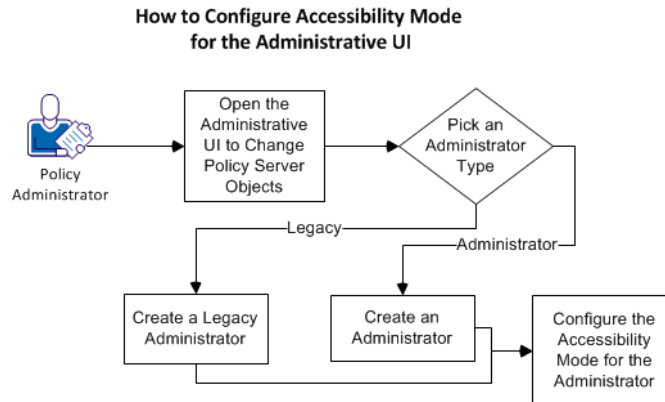 How to Configure Accessibility Mode
for the Administrative UI
Policy
Administrator
Open the
Administrative
UI to Change
Policy Server
Objects
Pick an
Administrator
Type
Legacy
Administrator
Create a Legacy
Administrator
Create an
Administrator
Configure the
Accessibility
Mode for the
Administrator